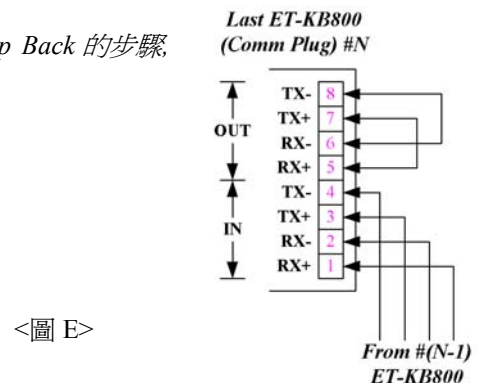 Last ET-KB800
(Comm Plug) #N
p Back 的步驟,
OUT
TX- 8
TX+ 7
RX- 6
RX+ 5
IN
TX- 4
TX+ 3
RX- 2
RX+ 1
<圖 E>
From #(N-1)
ET-KB800